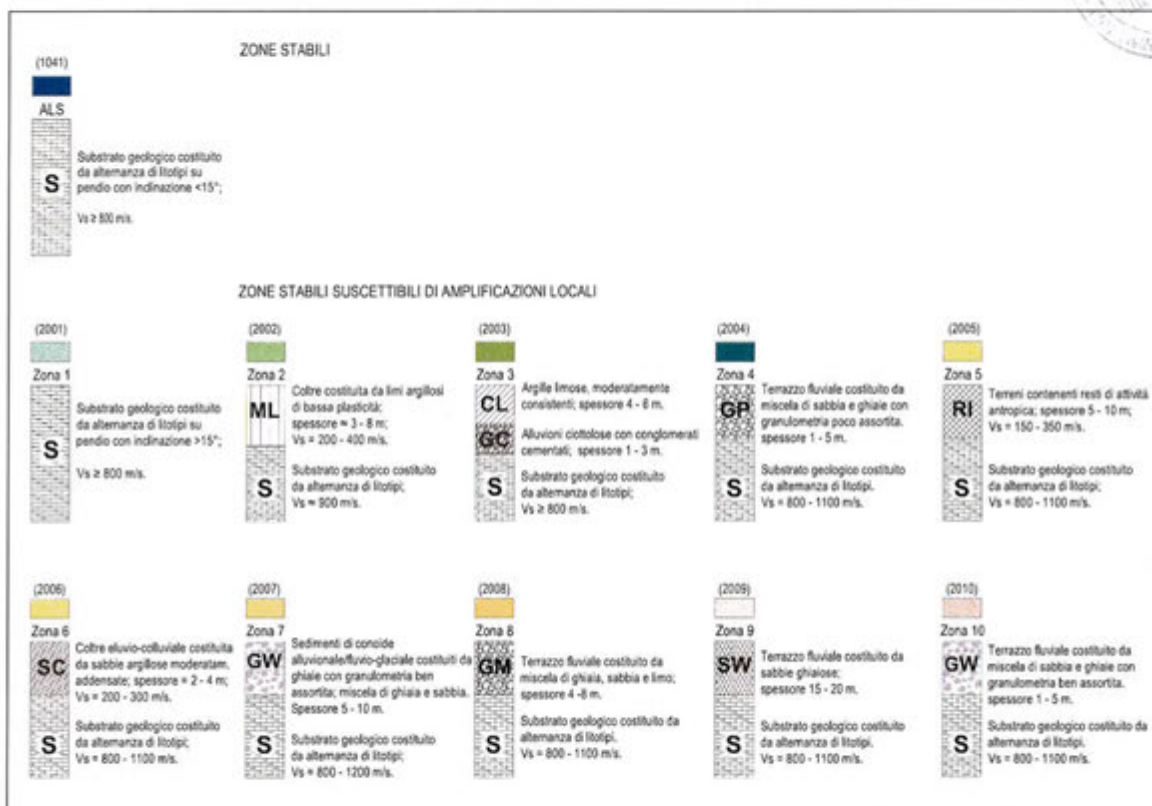 ZONE STABILI
(1041)
ALS
S
Substrato geologico costituito
da alternanza di litotipi su
pendio con inclinazione <15°;
Vs ≥ 800 m/s.
ZONE STABILI SUSCETTIBILI DI AMPLIFICAZIONI LOCALI
(2001)
Zona 1
S
Substrato geologico costituito
da alternanza di litotipi su
pendio con inclinazione >15°;
Vs ≥ 800 m/s.
(2002)
Zona 2
ML
Coltre costituita da limi argillosi
di bassa plasticità;
spessore ≈ 3 - 8 m;
Vs = 200 - 400 m/s.
S
Substrato geologico costituito
da alternanza di litotipi;
Vs ≈ 900 m/s.
(2003)
Zona 3
CL
Argille limose, moderatamente
consistenti; spessore 4 - 6 m.
GC
Alluvioni ciottolose con conglomerati
cementati; spessore 1 - 3 m.
S
Substrato geologico costituito
da alternanza di litotipi;
Vs ≥ 800 m/s.
(2004)
Zona 4
GP
Terrazzo fluviale costituito da
miscela di sabbia e ghiaie con
granulometria poco assortita.
spessore 1 - 5 m.
S
Substrato geologico costituito
da alternanza di litotipi.
Vs = 800 - 1100 m/s.
(2005)
Zona 5
RI
Terreni contenenti resti di attività
antropica; spessore 5 - 10 m;
Vs = 150 - 350 m/s.
S
Substrato geologico costituito
da alternanza di litotipi;
Vs = 800 - 1100 m/s.
(2006)
Zona 6
SC
Coltre eluvio-colluviale costituita
da sabbie argillose moderatam.
addensate; spessore = 2 - 4 m;
Vs = 200 - 300 m/s.
S
Substrato geologico costituito
da alternanza di litotipi;
Vs = 800 - 1100 m/s.
(2007)
Zona 7
GW
Sedimenti di conoide
alluvionale/fluvio-glaciale costituiti da
ghiaie con granulometria ben
assortita; miscela di ghiaia e sabbia.
Spessore 5 - 10 m.
S
Substrato geologico costituito
da alternanza di litotipi;
Vs = 800 - 1200 m/s.
(2008)
Zona 8
GM
Terrazzo fluviale costituito da
miscela di ghiaia, sabbia e limo;
spessore 4 -8 m.
S
Substrato geologico costituito da
alternanza di litotipi.
Vs = 800 - 1100 m/s.
(2009)
Zona 9
SW
Terrazzo fluviale costituito da
sabbie ghiaiose;
spessore 15 - 20 m.
S
Substrato geologico costituito
da alternanza di litotipi.
Vs = 800 - 1100 m/s.
(2010)
Zona 10
GW
Terrazzo fluviale costituito da
miscela di sabbia e ghiaie con
granulometria ben assortita.
spessore 1 - 5 m.
S
Substrato geologico costituito da
alternanza di litotipi.
Vs = 800 - 1100 m/s.